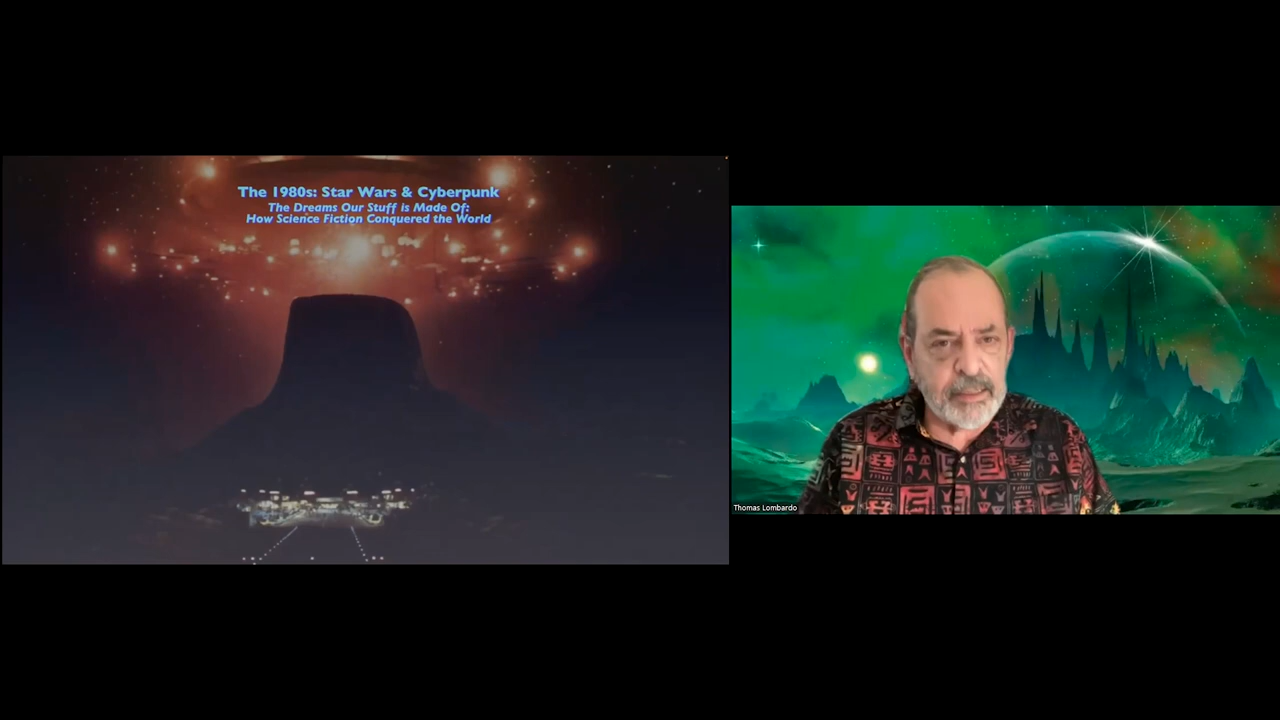 The 1980s: Star Wars & Cyberpunk
The Dreams Our Stuff is Made Of:
How Science Fiction Conquered the World
Thomas Lombardo